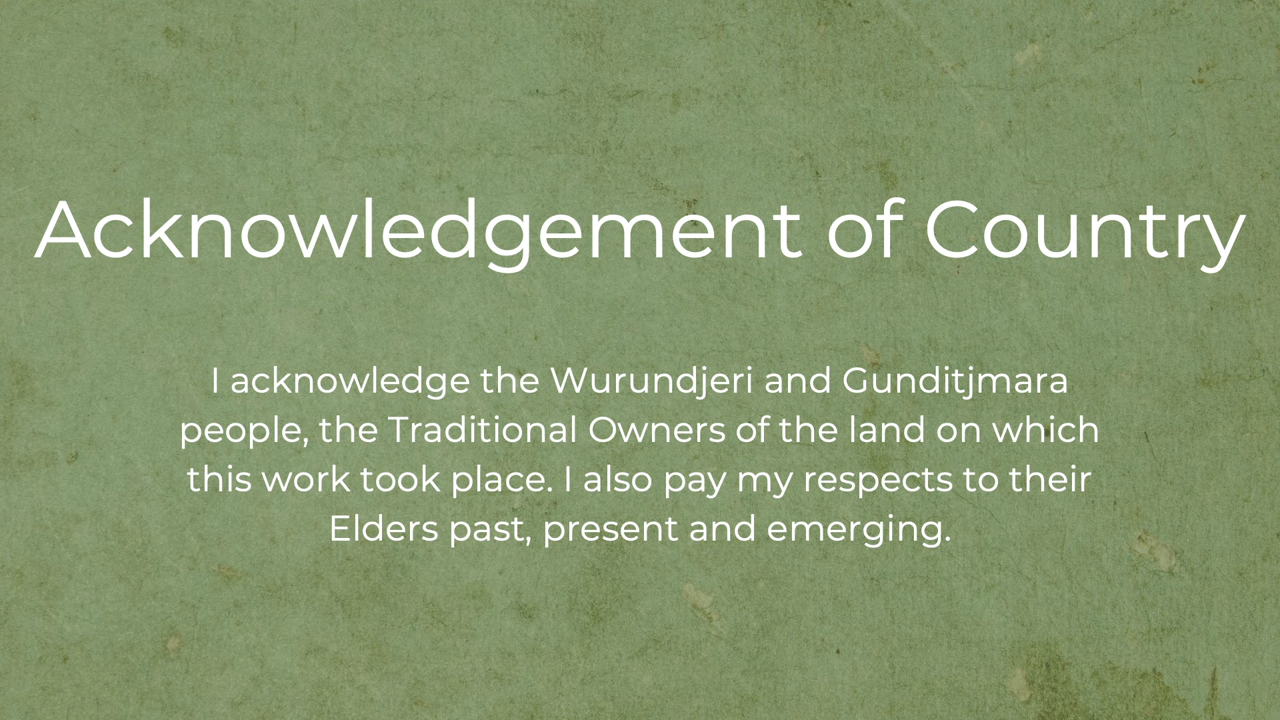 Acknowledgement of Country
I acknowledge the Wurundjeri and Gunditjmara
people, the Traditional Owners of the land on which
this work took place. I also pay my respects to their
Elders past, present and emerging.